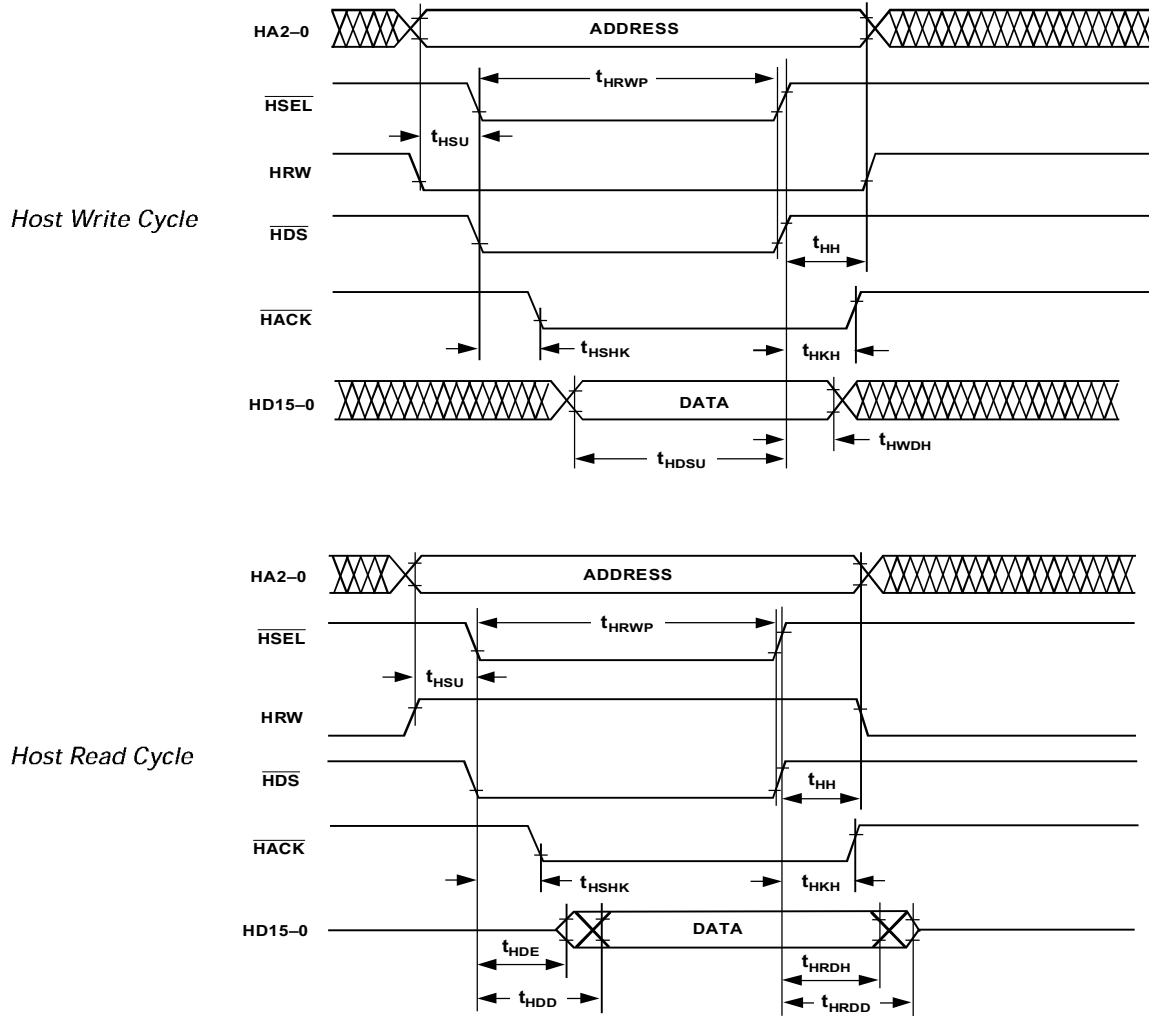 HA2–0 ADDRESS
tHRWP
HSEL
tHSU
HRW
Host Write Cycle
HDS
tHH
HACK
tHSHK tHKH
HD15–0 DATA
tHWDH
tHDSU
HA2–0 ADDRESS
tHRWP
HSEL
tHSU
HRW
Host Read Cycle
HDS
tHH
HACK
tHSHK tHKH
HD15–0 DATA
tHDE tHRDH
tHDD tHRDD